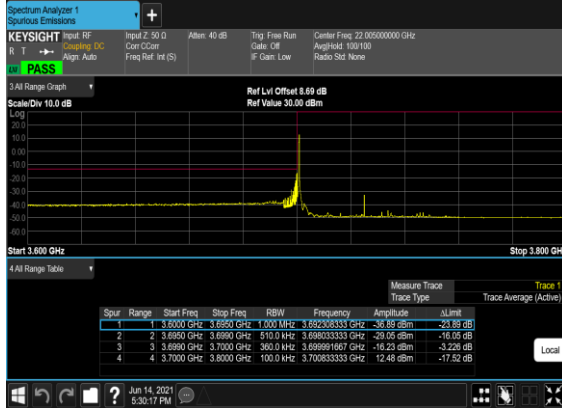 Spectrum Analyzer 1
Spurious Emissions
KEYSIGHT
R T
PASS
Input: RF
Coupling: DC
Align: Auto
Input Z: 50 Ω
Corr CCorr
Freq Ref: Int (S)
Atten: 40 dB
Trig: Free Run
Gate: Off
IF Gain: Low
Center Freq: 22.005000000 GHz
Avg|Hold: 100/100
Radio Std: None
3 All Range Graph
Scale/Div 10.0 dB
Ref Lvl Offset 8.69 dB
Ref Value 30.00 dBm
Log
20.0
10.0
0.00
-10.0
-20.0
-30.0
-40.0
-50.0
-60.0
Start 3.600 GHz
Stop 3.800 GH
4 All Range Table
Measure Trace Trace 1
Trace Type Trace Average (Active)
Spur Range Start Freq Stop Freq RBW Frequency Amplitude ΔLimit
1 1 3.6000 GHz 3.6950 GHz 1.000 MHz 3.692308333 GHz -36.89 dBm -23.89 dB
2 2 3.6950 GHz 3.6990 GHz 510.0 kHz 3.698033333 GHz -29.05 dBm -16.05 dB
3 3 3.6990 GHz 3.7000 GHz 360.0 kHz 3.699991667 GHz -16.23 dBm -3.226 dB
4 4 3.7000 GHz 3.8000 GHz 100.0 kHz 3.700833333 GHz 12.48 dBm -17.52 dB
Local
Jun 14, 2021
5:30:17 PM